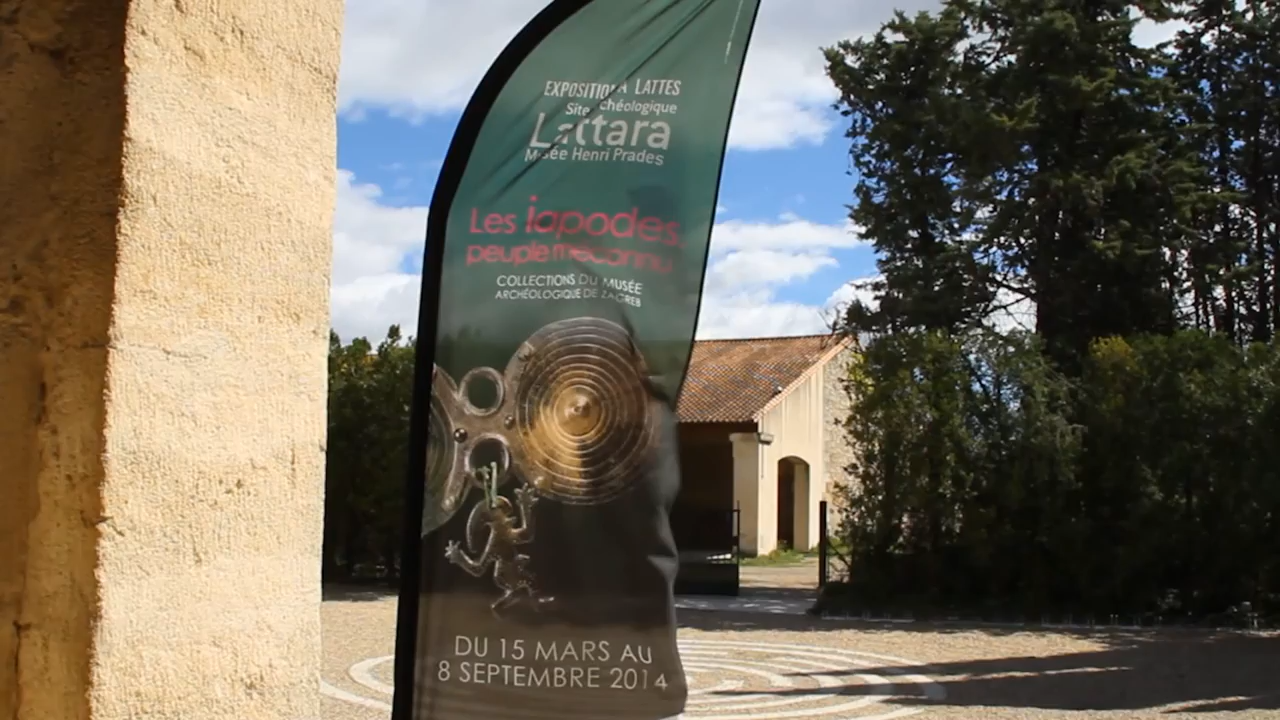 EXPOSITION À LATTES
Site archéologique
Lattara
Musée Henri Prades
Les iapodes,
peuple méconnu
COLLECTIONS DU MUSÉE
ARCHÉOLOGIQUE DE ZAGREB
DU 15 MARS AU
8 SEPTEMBRE 2014